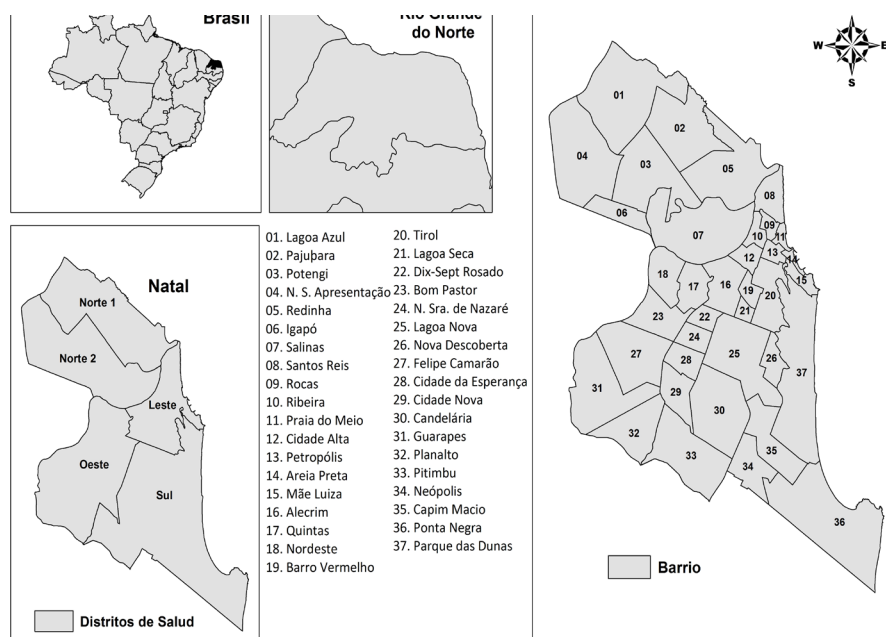 Brasil
Rio Grande
do Norte
W
E
S
Natal
Norte 1
Norte 2
Leste
Oeste
Sul
Distritos de Salud
01. Lagoa Azul
02. Pajuþara
03. Potengi
04. N. S. Apresentação
05. Redinha
06. Igapó
07. Salinas
08. Santos Reis
09. Rocas
10. Ribeira
11. Praia do Meio
12. Cidade Alta
13. Petropólis
14. Areia Preta
15. Mãe Luiza
16. Alecrim
17. Quintas
18. Nordeste
19. Barro Vermelho
20. Tirol
21. Lagoa Seca
22. Dix-Sept Rosado
23. Bom Pastor
24. N. Sra. de Nazaré
25. Lagoa Nova
26. Nova Descoberta
27. Felipe Camarão
28. Cidade da Esperança
29. Cidade Nova
30. Candelária
31. Guarapes
32. Planalto
33. Pitimbu
34. Neópolis
35. Capim Macio
36. Ponta Negra
37. Parque das Dunas
01
02
03
04
05
06
07
08
09
10
11
12
13
14
15
16
17
18
19
20
21
22
23
24
25
26
27
28
29
30
31
32
33
34
35
36
37
Barrio